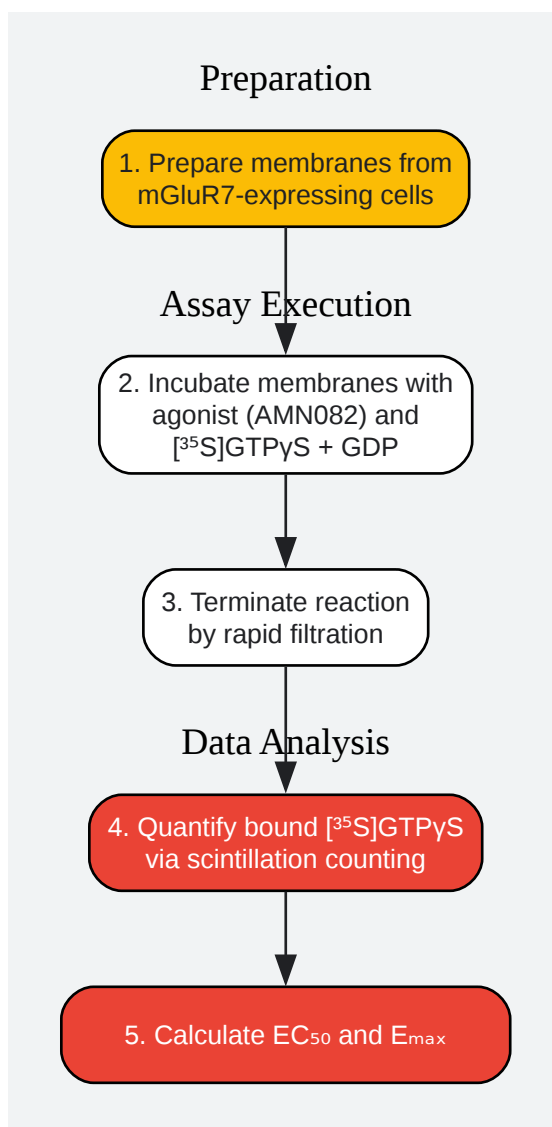 Preparation
1. Prepare membranes from
mGluR7-expressing cells
Assay Execution
2. Incubate membranes with
agonist (AMN082) and
[³⁵S]GTPγS + GDP
3. Terminate reaction
by rapid filtration
Data Analysis
4. Quantify bound [³⁵S]GTPγS
via scintillation counting
5. Calculate EC₅₀ and Eₘₐₓ